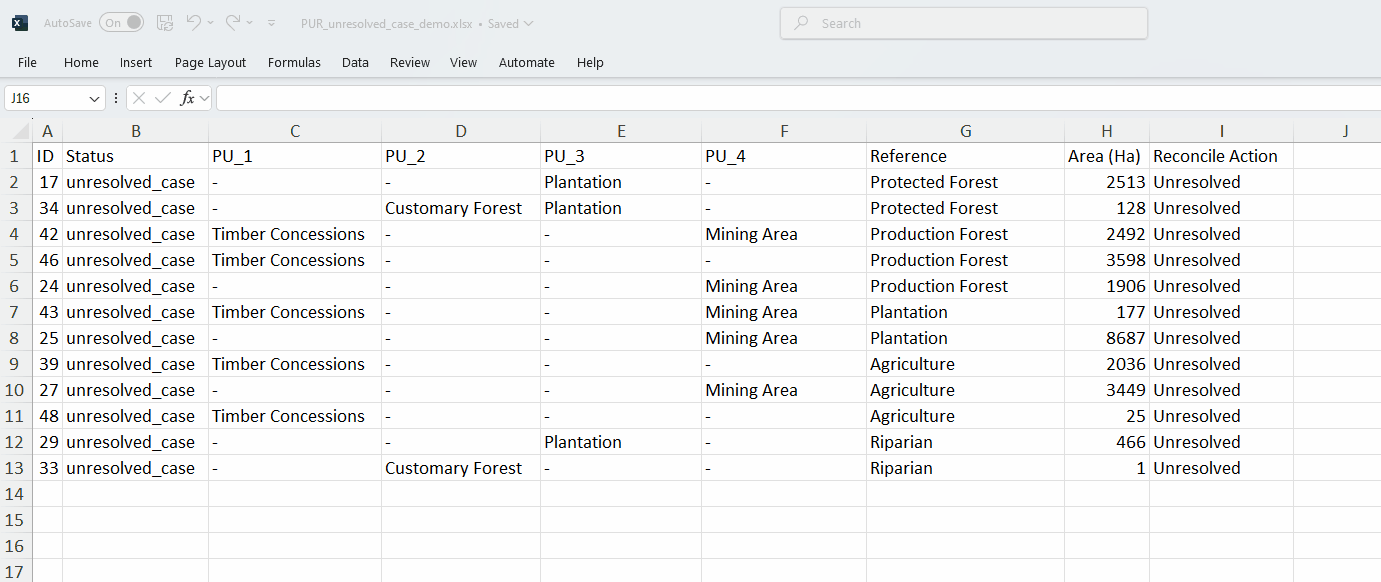 AutoSave On PUR_unresolved_case_demo.xlsx • Saved Search
File Home Insert Page Layout Formulas Data Review View Automate Help
J16 fx
A B C D E F G H I J
1 ID Status PU_1 PU_2 PU_3 PU_4 Reference Area (Ha) Reconcile Action
2 17 unresolved_case - - Plantation - Protected Forest 2513 Unresolved
3 34 unresolved_case - Customary Forest Plantation - Protected Forest 128 Unresolved
4 42 unresolved_case Timber Concessions - - Mining Area Production Forest 2492 Unresolved
5 46 unresolved_case Timber Concessions - - - Production Forest 3598 Unresolved
6 24 unresolved_case - - - Mining Area Production Forest 1906 Unresolved
7 43 unresolved_case Timber Concessions - - Mining Area Plantation 177 Unresolved
8 25 unresolved_case - - - Mining Area Plantation 8687 Unresolved
9 39 unresolved_case Timber Concessions - - - Agriculture 2036 Unresolved
10 27 unresolved_case - - - Mining Area Agriculture 3449 Unresolved
11 48 unresolved_case Timber Concessions - - - Agriculture 25 Unresolved
12 29 unresolved_case - - Plantation - Riparian 466 Unresolved
13 33 unresolved_case - Customary Forest - - Riparian 1 Unresolved
14
15
16
17